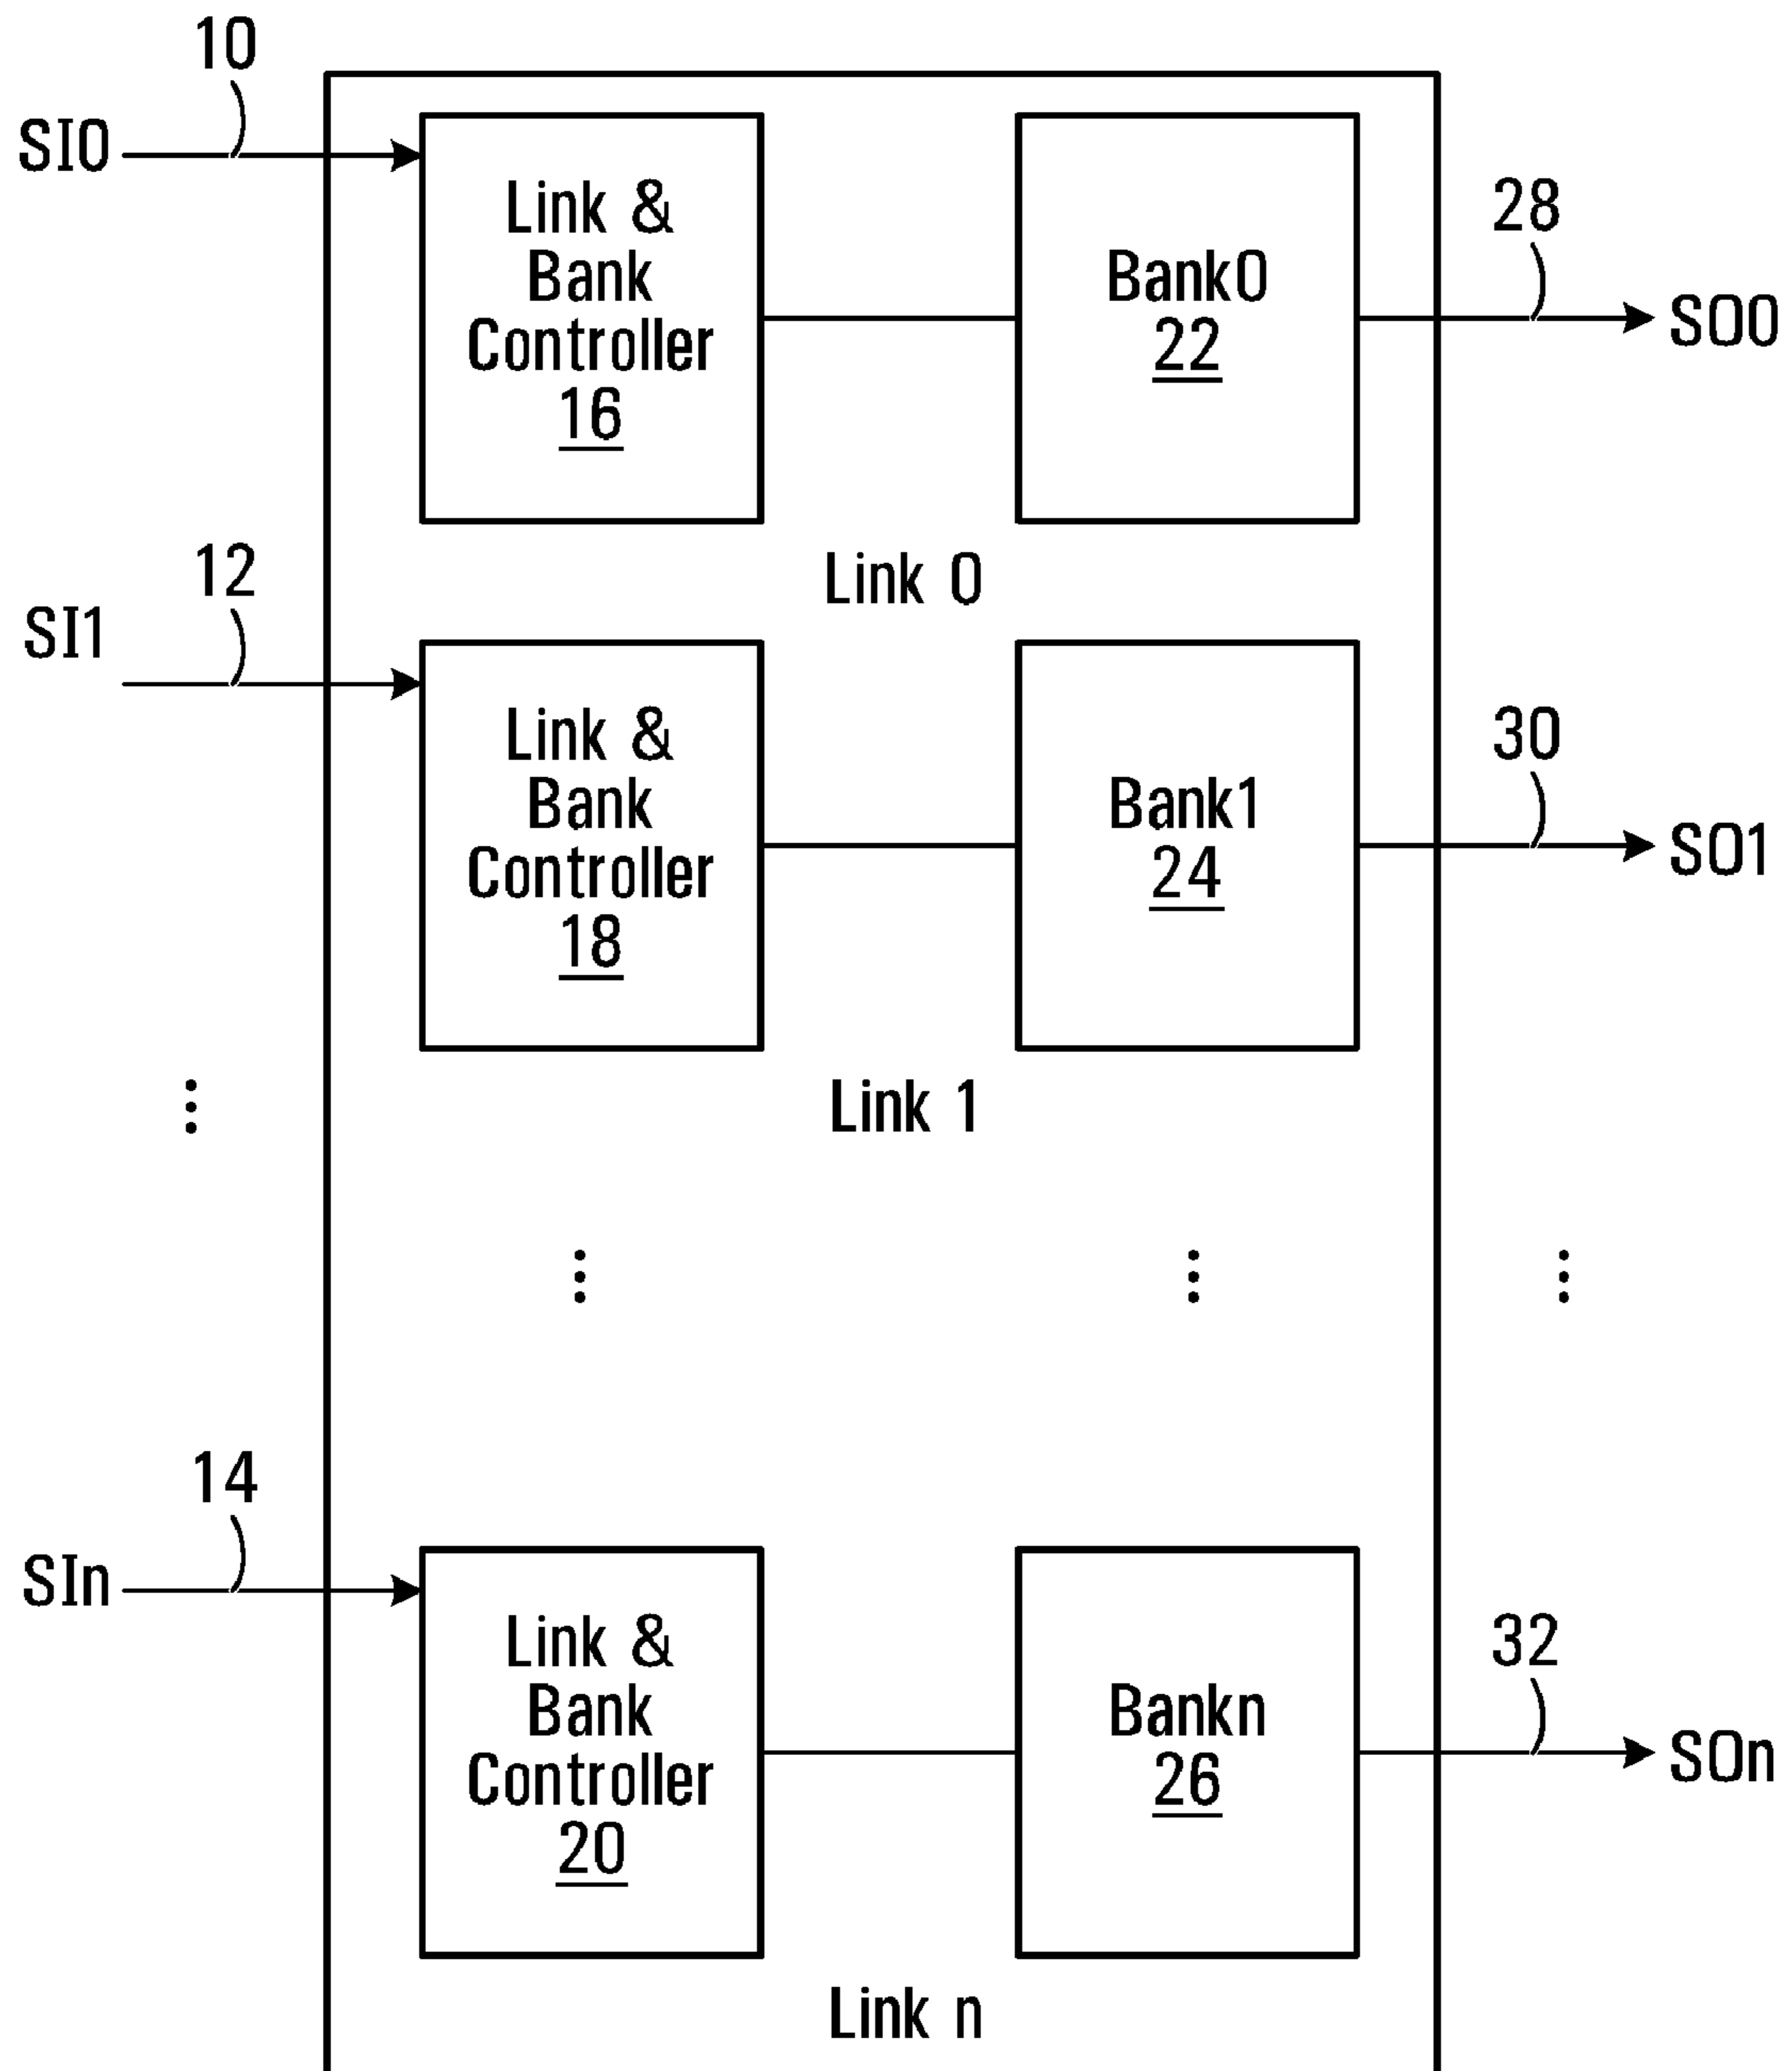 10
SI0
Link &
Bank
Controller
16
Bank0
22
28
SO0
Link 0
12
SI1
Link &
Bank
Controller
18
Bank1
24
30
SO1
Link 1
14
SIn
Link &
Bank
Controller
20
Bankn
26
32
SOn
Link n